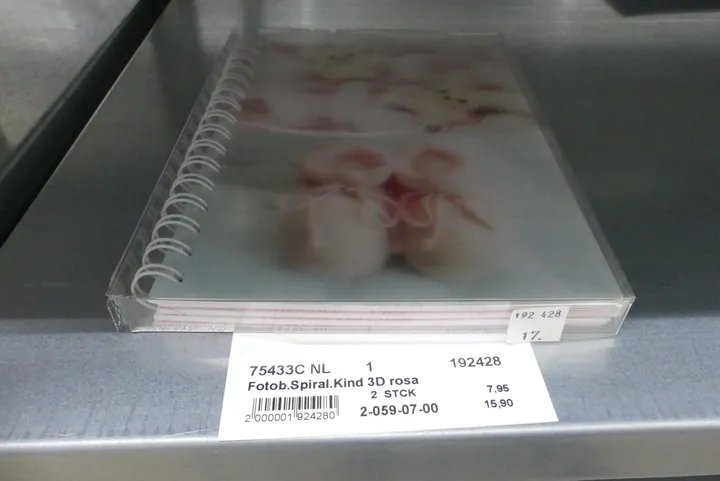 192 428
17.
75433C NL 1 192428
Fotob.Spiral.Kind 3D rosa
2 STCK 7,95
2-059-07-00 15,90
2 000001 924280